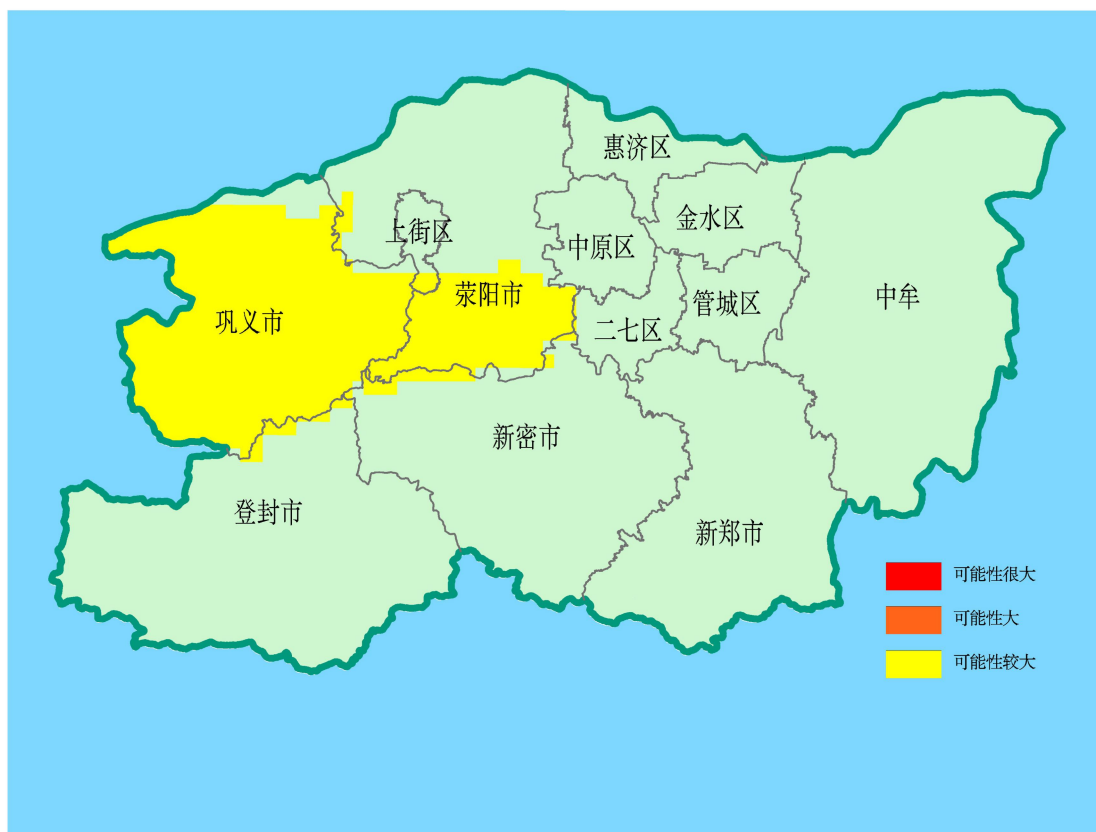 惠济区
金水区
上街区
中原区
荥阳市
管城区
中牟
巩义市
二七区
新密市
登封市
新郑市
可能性很大
可能性大
可能性较大